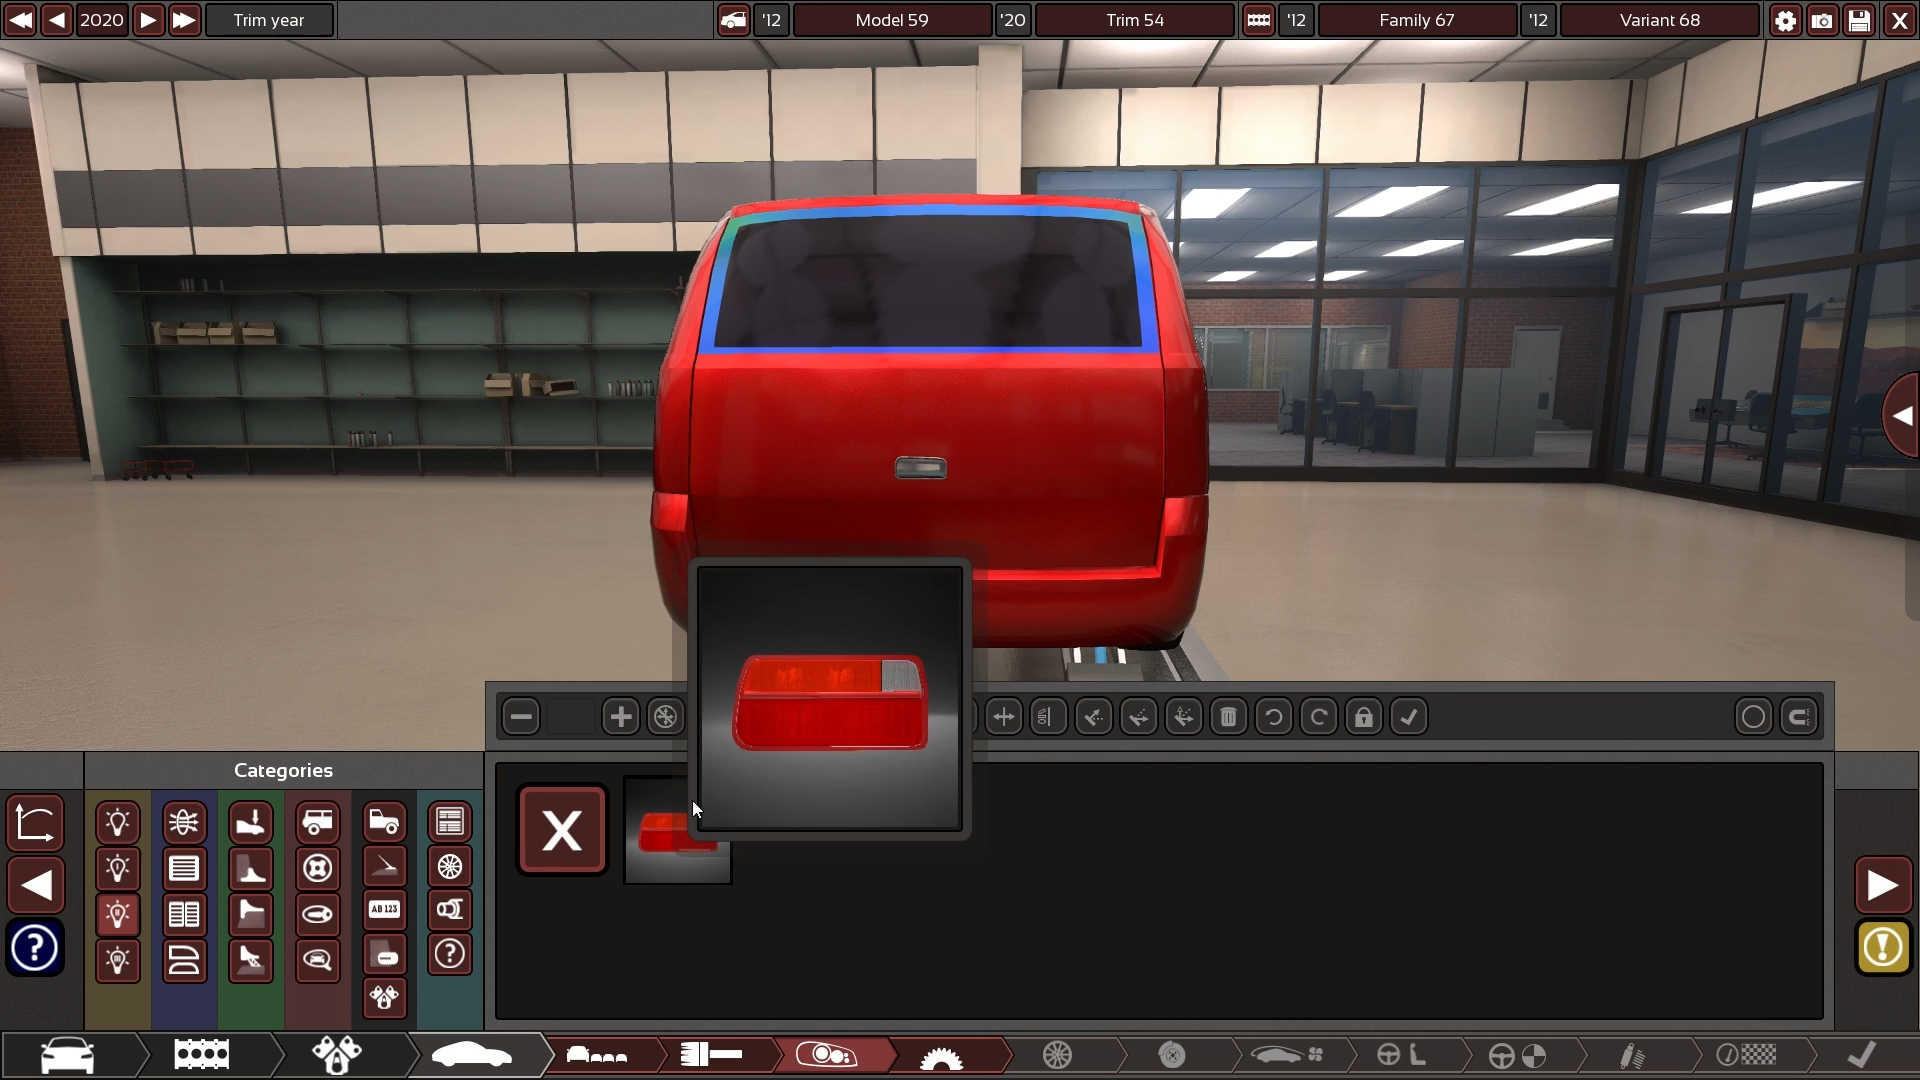 2020
Trim year
'12
Model 59
'20
Trim 54
'12
Family 67
'12
Variant 68
X
Categories
X
AB 123
?
?
!